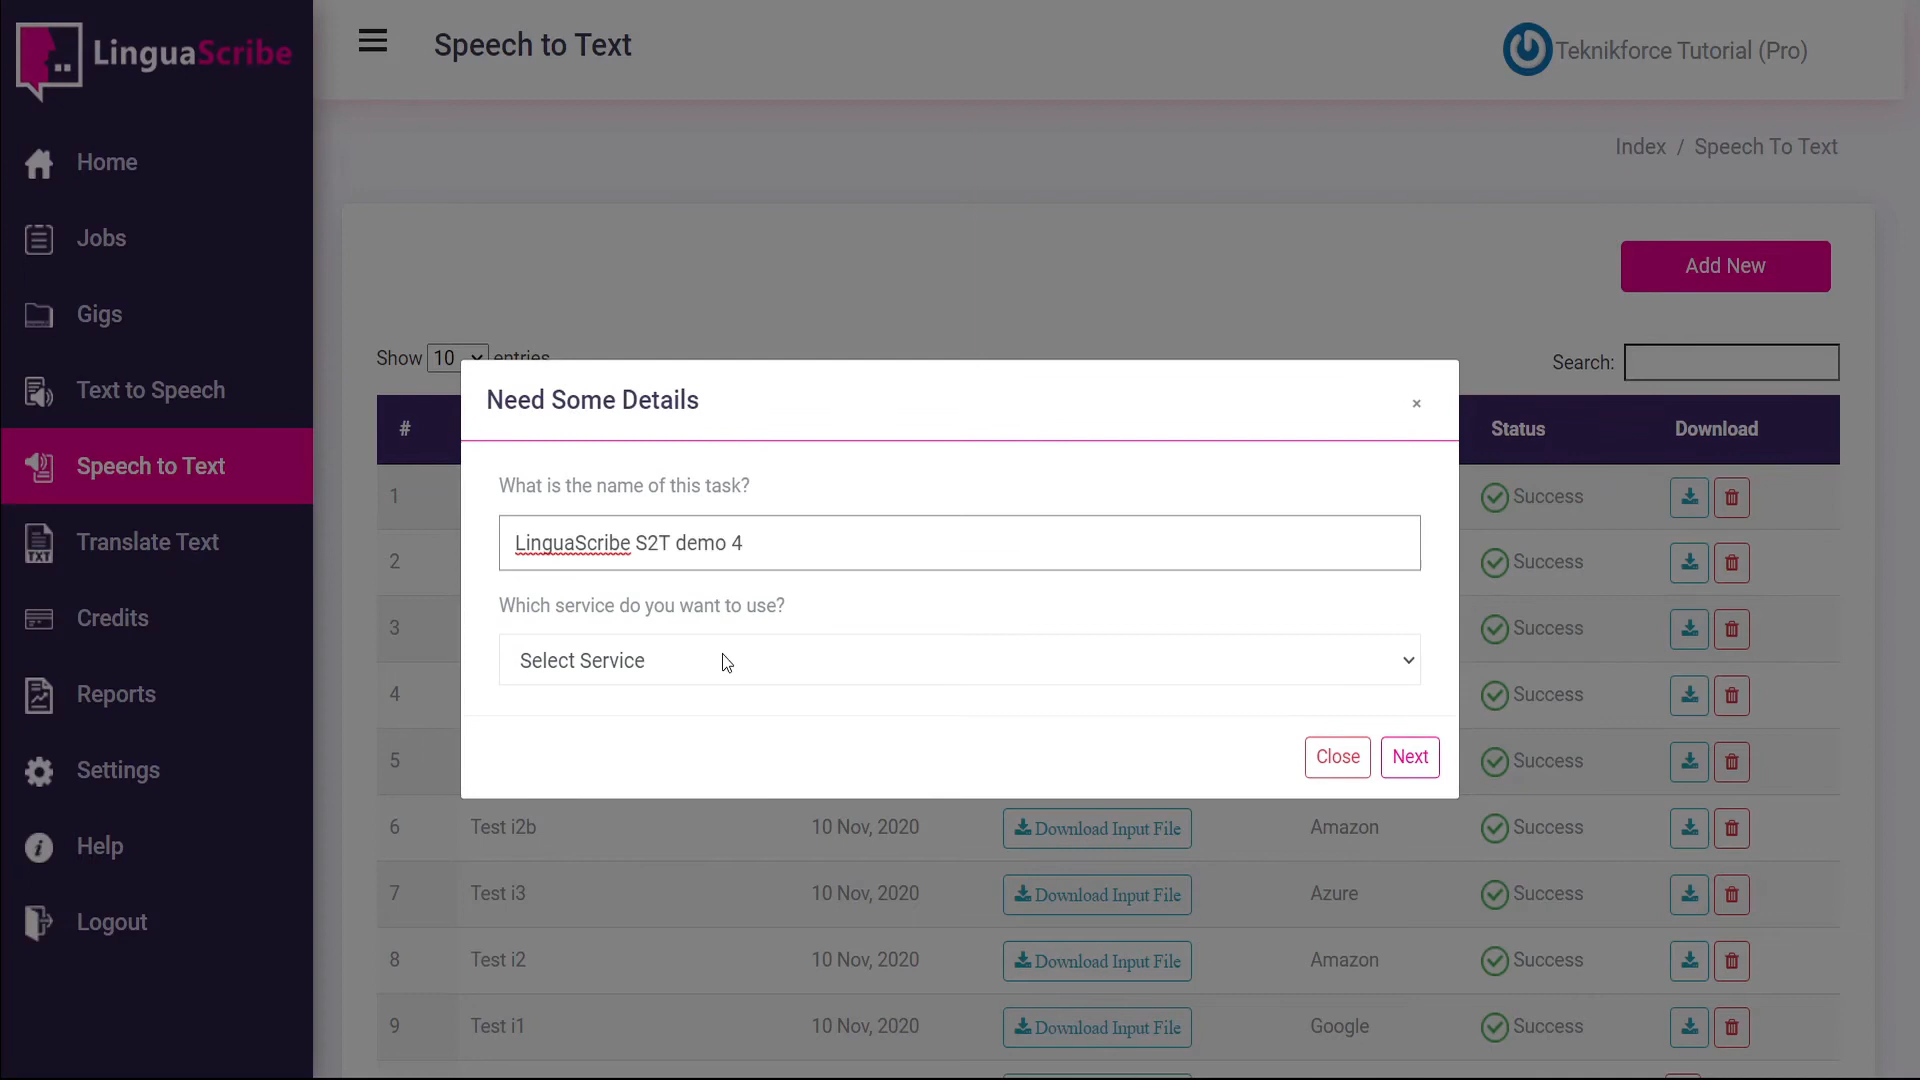 LinguaScribe
Speech to Text
Teknikforce Tutorial (Pro)
Home
Jobs
Gigs
Text to Speech
Speech to Text
Translate Text
Credits
Reports
Settings
Help
Logout
Index / Speech To Text
Add New
Show 10 entries
Search:
# Status Download
1 Success
2 Success
3 Success
4 Success
5 Success
6 Test i2b 10 Nov, 2020 Download Input File Amazon Success
7 Test i3 10 Nov, 2020 Download Input File Azure Success
8 Test i2 10 Nov, 2020 Download Input File Amazon Success
9 Test i1 10 Nov, 2020 Download Input File Google Success
Need Some Details
×
What is the name of this task?
LinguaScribe S2T demo 4
Which service do you want to use?
Select Service
Close Next
TXT